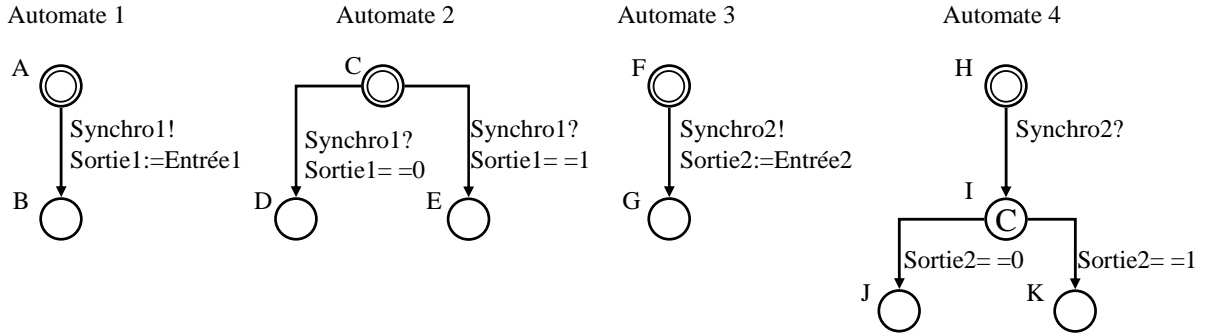 Automate 1
Automate 2
Automate 3
Automate 4
A
Synchro1!
Sortie1:=Entrée1
B
C
Synchro1?
Sortie1= =0
Synchro1?
Sortie1= =1
D
E
F
Synchro2!
Sortie2:=Entrée2
G
H
Synchro2?
I
C
Sortie2= =0
Sortie2= =1
J
K